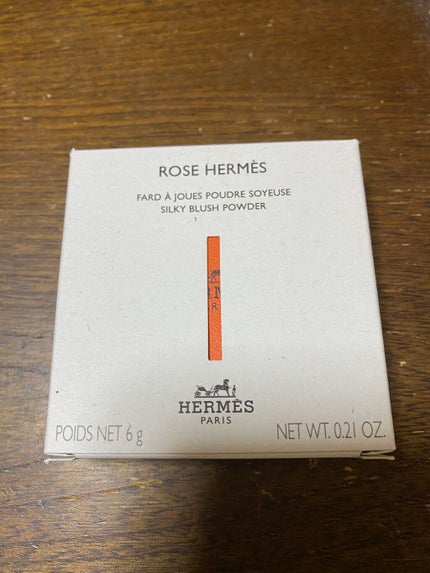 ROSE HERMÈS
FARD À JOUES POUDRE SOYEUSE
SILKY BLUSH POWDER
R
HERMÈS
PARIS
POIDS NET 6 g
NET WT. 0.21 OZ.